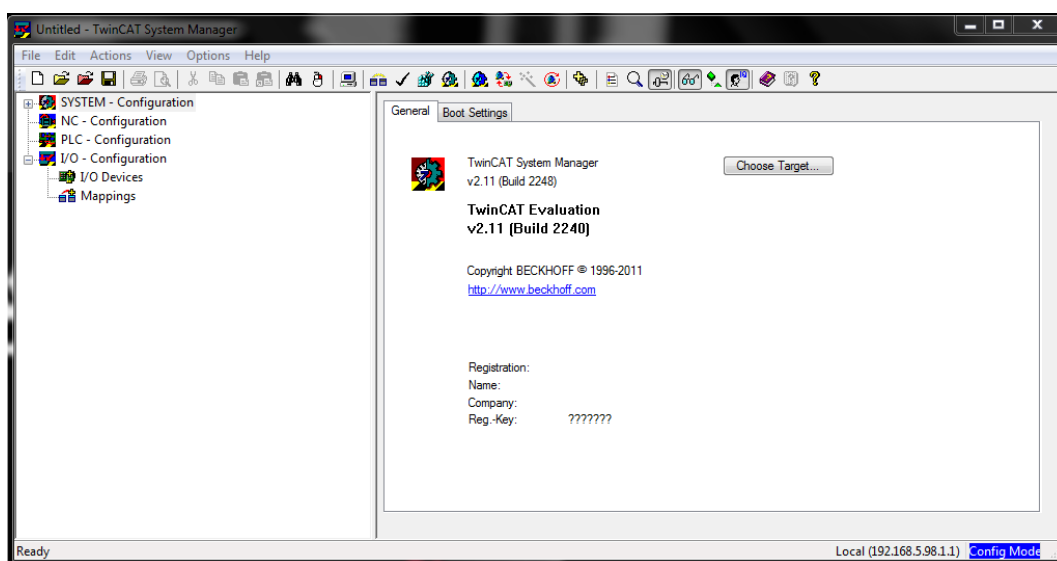 Untitled - TwinCAT System Manager
File Edit Actions View Options Help
SYSTEM - Configuration
NC - Configuration
PLC - Configuration
I/O - Configuration
I/O Devices
Mappings
General Boot Settings
TwinCAT System Manager
v2.11 (Build 2248)
Choose Target...
TwinCAT Evaluation
v2.11 (Build 2240)
Copyright BECKHOFF © 1996-2011
http://www.beckhoff.com
Registration:
Name:
Company:
Reg.-Key: ???????
Ready Local (192.168.5.98.1.1) Config Mode